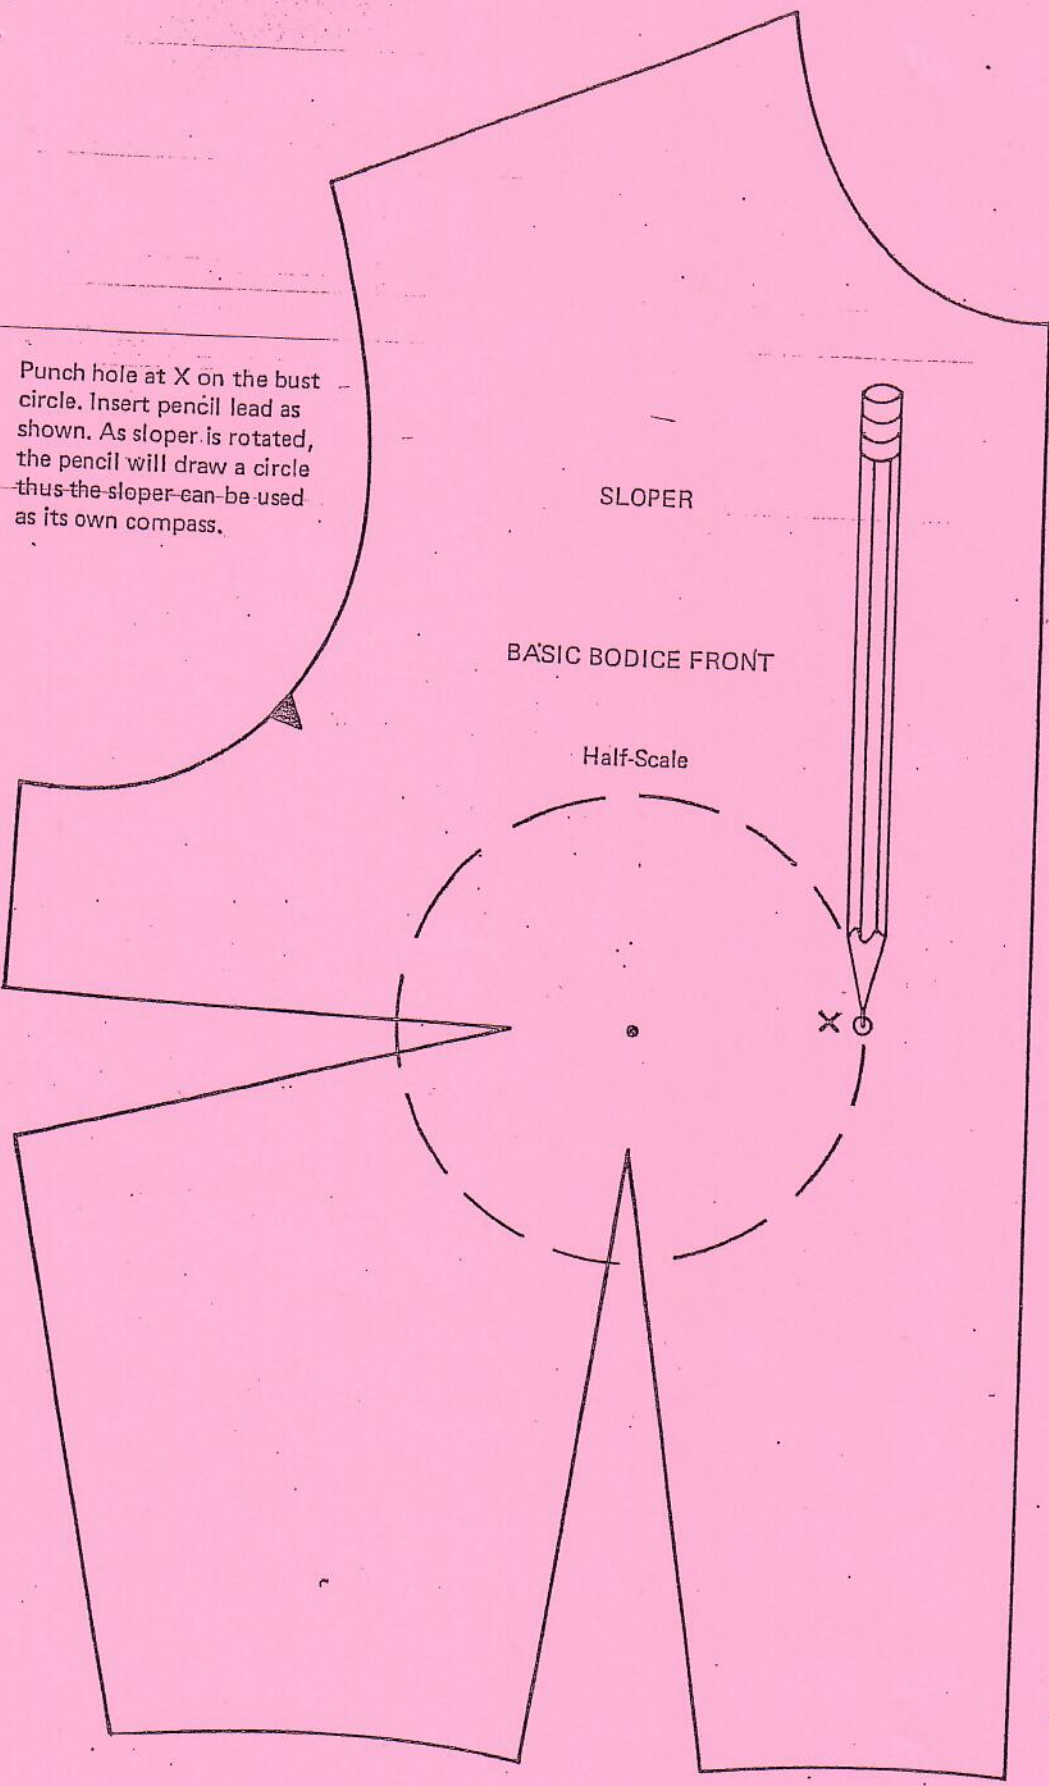 Punch hole at X on the bust
circle. Insert pencil lead as
shown. As sloper is rotated,
the pencil will draw a circle
thus the sloper can be used
as its own compass.
SLOPER
BASIC BODICE FRONT
Half-Scale
X